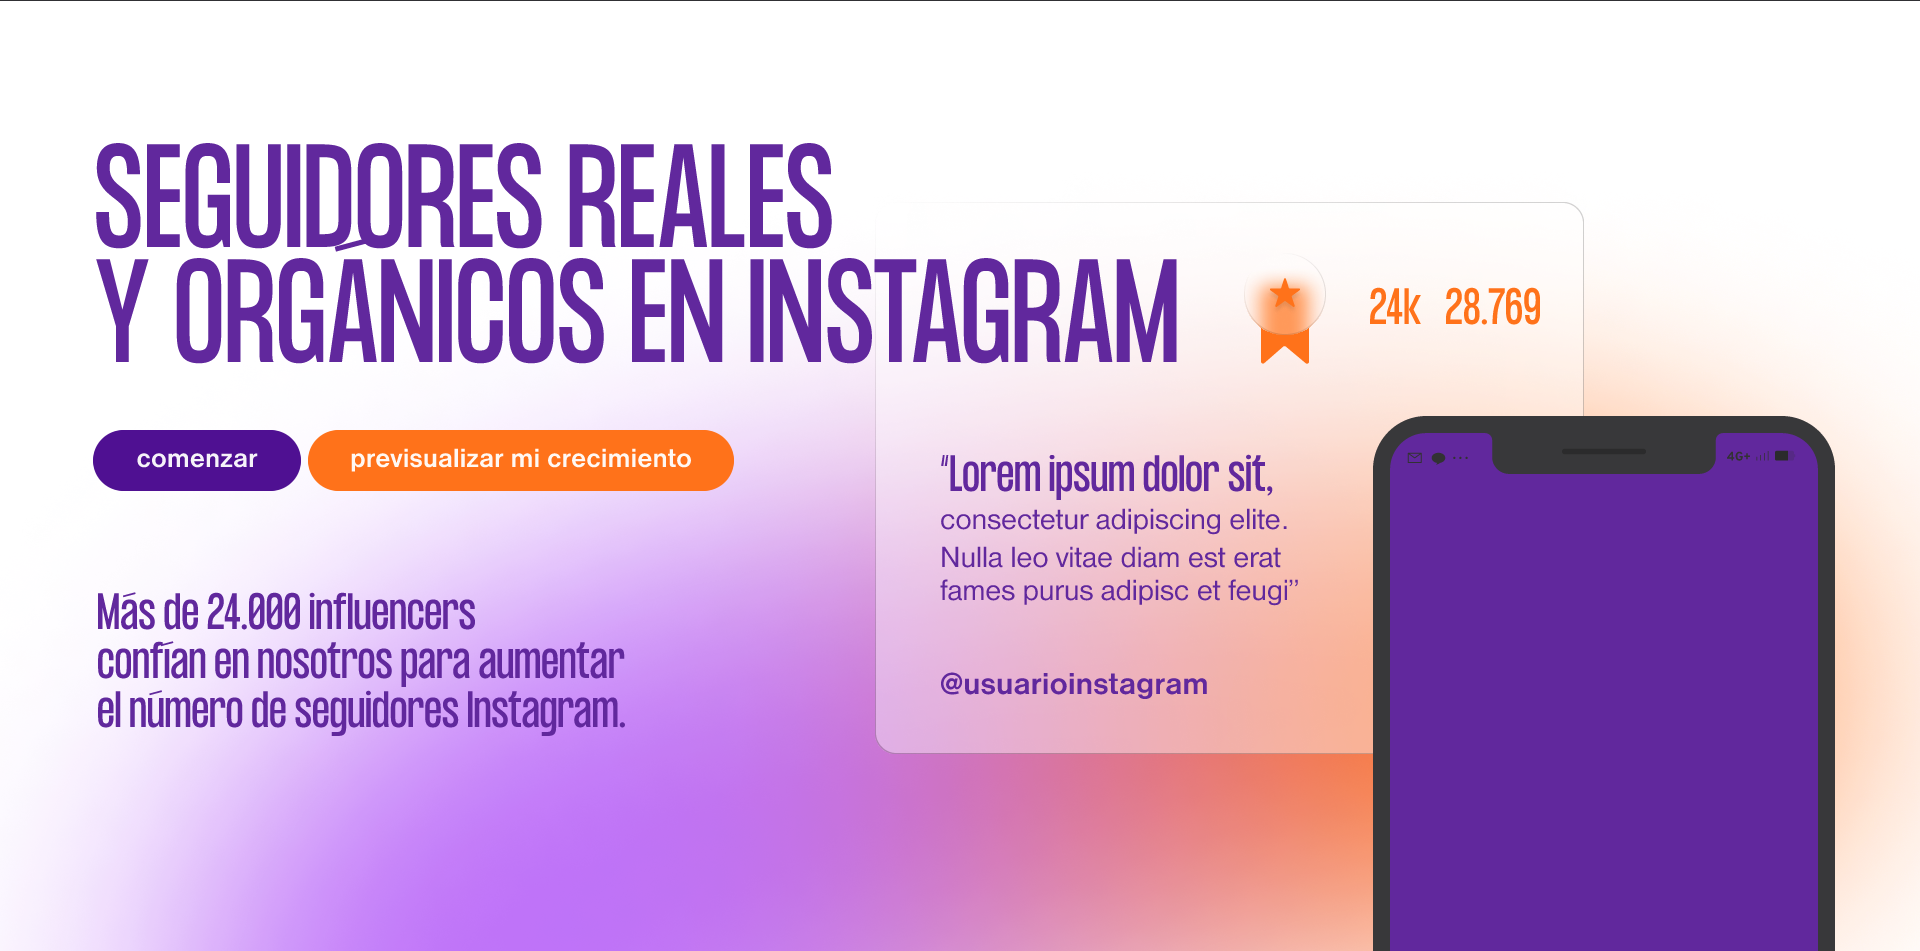 SEGUIDORES REALES
Y ORGÁNICOS EN INSTAGRAM
comenzar
previsualizar mi crecimiento
Más de 24.000 influencers
confían en nosotros para aumentar
el número de seguidores Instagram.
24k 28.769
"Lorem ipsum dolor sit,
consectetur adipiscing elite.
Nulla leo vitae diam est erat
fames purus adipisc et feugi’’
@usuarioinstagram
4G+